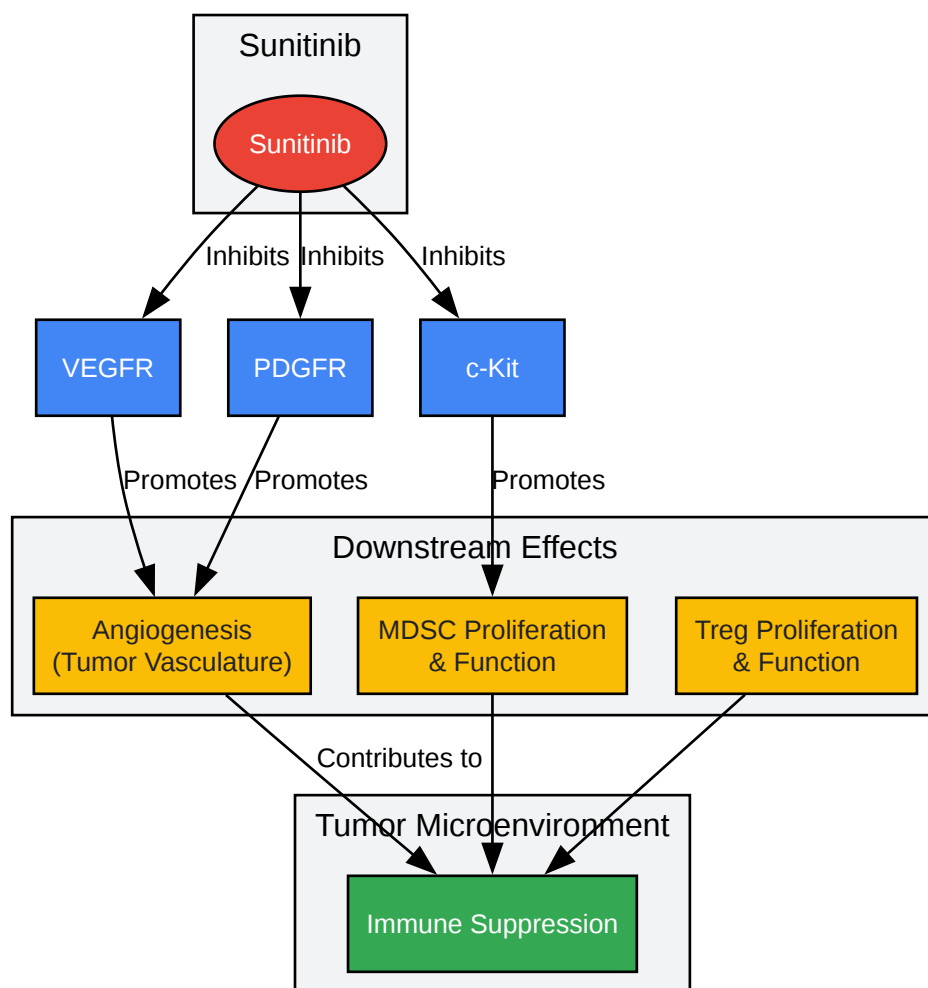 Sunitinib
Sunitinib
Inhibits
Inhibits
Inhibits
VEGFR
PDGFR
c-Kit
Promotes
Promotes
Promotes
Downstream Effects
Angiogenesis
(Tumor Vasculature)
MDSC Proliferation
& Function
Treg Proliferation
& Function
Contributes to
Tumor Microenvironment
Immune Suppression